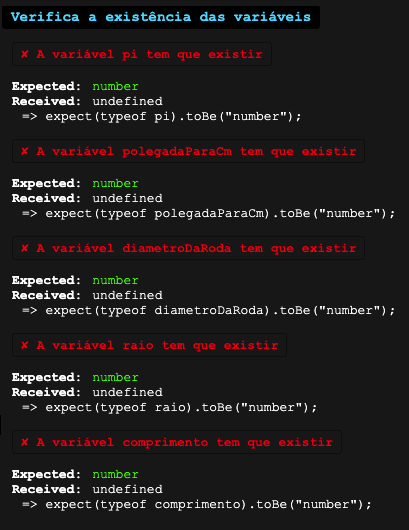 Verifica a existência das variáveis
✘ A variável pi tem que existir
Expected: number
Received: undefined
=> expect(typeof pi).toBe("number");
✘ A variável polegadaParaCm tem que existir
Expected: number
Received: undefined
=> expect(typeof polegadaParaCm).toBe("number");
✘ A variável diametroDaRoda tem que existir
Expected: number
Received: undefined
=> expect(typeof diametroDaRoda).toBe("number");
✘ A variável raio tem que existir
Expected: number
Received: undefined
=> expect(typeof raio).toBe("number");
✘ A variável comprimento tem que existir
Expected: number
Received: undefined
=> expect(typeof comprimento).toBe("number");